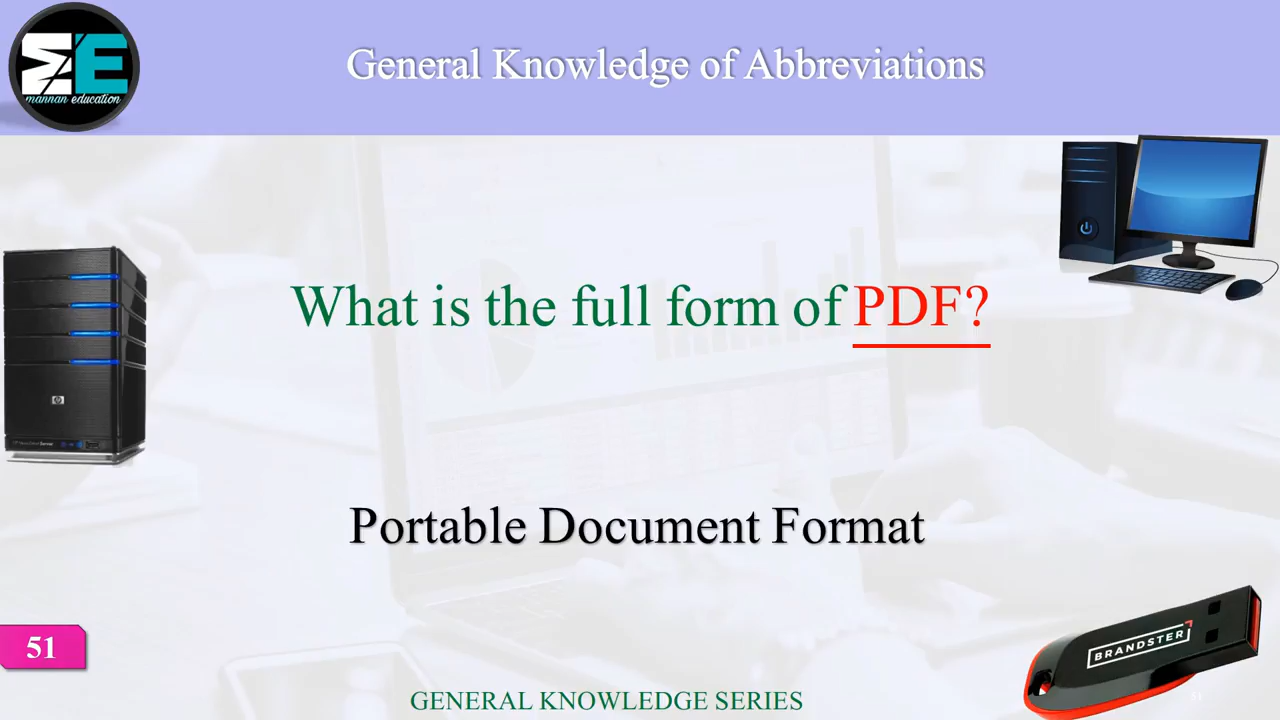 mannan education
General Knowledge of Abbreviations
What is the full form of PDF?
Portable Document Format
51
BRANDSTER
GENERAL KNOWLEDGE SERIES